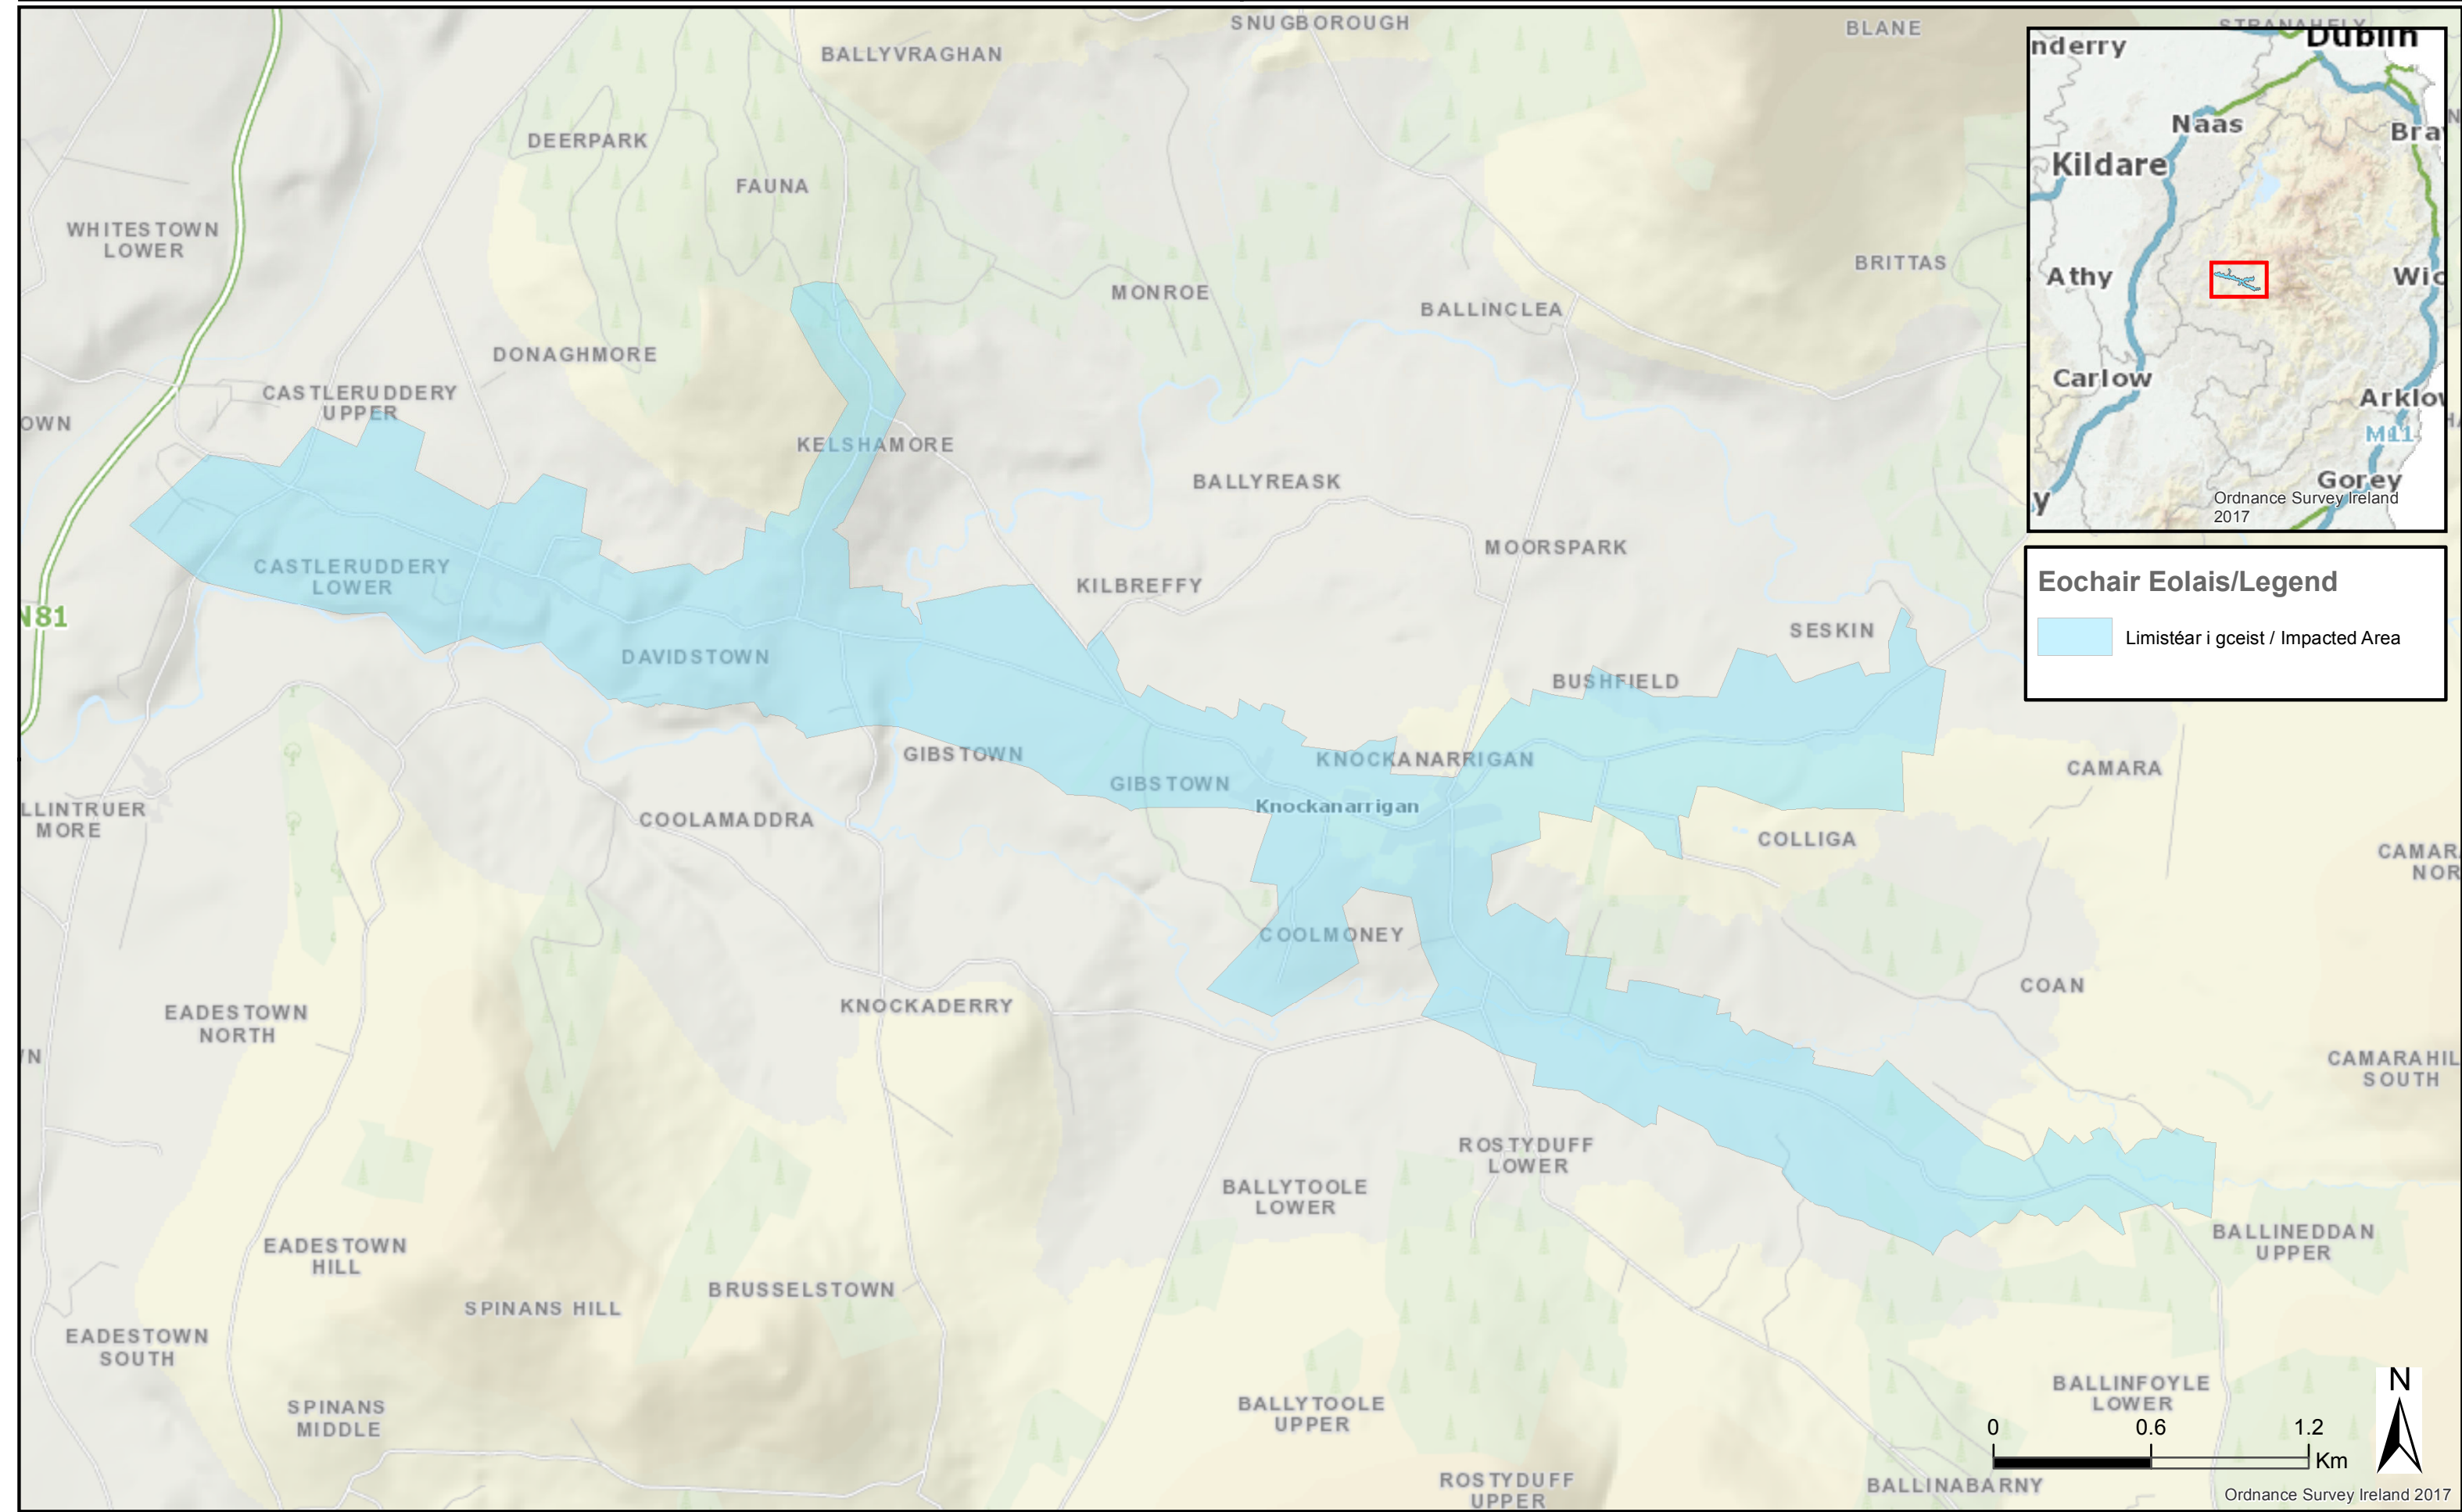 SNUGBOROUGH
BLANE
STRANAHELY
BALLYVRAGHAN
DEERPARK
FAUNA
WHITESTOWN
LOWER
BRITTAS
MONROE
BALLINCLEA
DONAGHMORE
CASTLERUDDERY
UPPER
OWN
KELSHAMORE
BALLYREASK
MOORSPARK
CASTLERUDDERY
LOWER
KILBREFFY
N81
SESKIN
DAVIDSTOWN
BUSHFIELD
GIBSTOWN
KNOCKANARRIGAN
CAMARA
GIBSTOWN
Knockanarrigan
LLINTRUER
MORE
COOLAMADDRA
COLLIGA
CAMAR
NOR
COOLMONEY
COAN
EADESTOWN
NORTH
KNOCKADERRY
N
CAMARAHIL
SOUTH
ROSTYDUFF
LOWER
BALLYTOOLE
LOWER
EADESTOWN
HILL
BALLINEDDAN
UPPER
BRUSSELSTOWN
SPINANS HILL
EADESTOWN
SOUTH
SPINANS
MIDDLE
BALLYTOOLE
UPPER
BALLINFOYLE
LOWER
ROSTYDUFF
UPPER
BALLINABARNY
nderry
Dublin
Naas
Bra
Kildare
Athy
Wic
Carlow
Arklow
M11
Gorey
y
Ordnance Survey Ireland
2017
Eochair Eolais/Legend
Limistéar i gceist / Impacted Area
N
0 0.6 1.2
Km
Ordnance Survey Ireland 2017